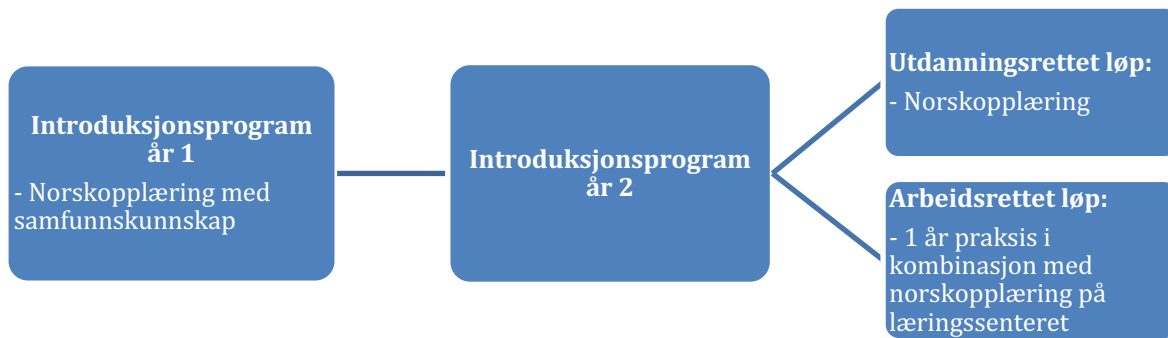 Introduksjonsprogram
år 1
- Norskopplæring med
samfunnskunnskap
Introduksjonsprogram
år 2
Utdanningsrettet løp:
- Norskopplæring
Arbeidsrettet løp:
- 1 år praksis i
kombinasjon med
norskopplæring på
læringssenteret